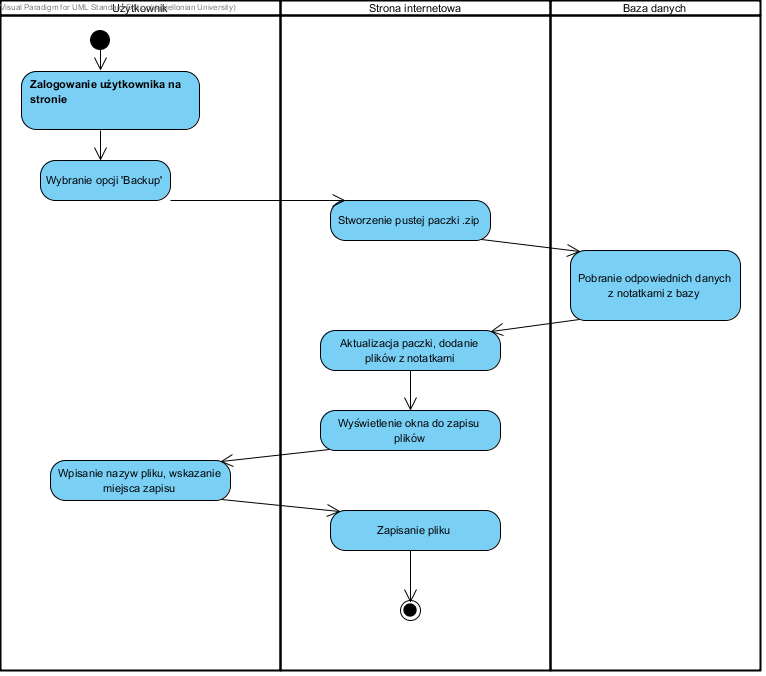 Visual Paradigm for UML Standard
(Jagiellonian University)
Użytkownik
Strona internetowa
Baza danych
Zalogowanie użytkownika na
stronie
Wybranie opcji 'Backup'
Stworzenie pustej paczki .zip
Pobranie odpowiednich danych
z notatkami z bazy
Aktualizacja paczki, dodanie
plików z notatkami
Wyświetlenie okna do zapisu
plików
Wpisanie nazyw pliku, wskazanie
miejsca zapisu
Zapisanie pliku